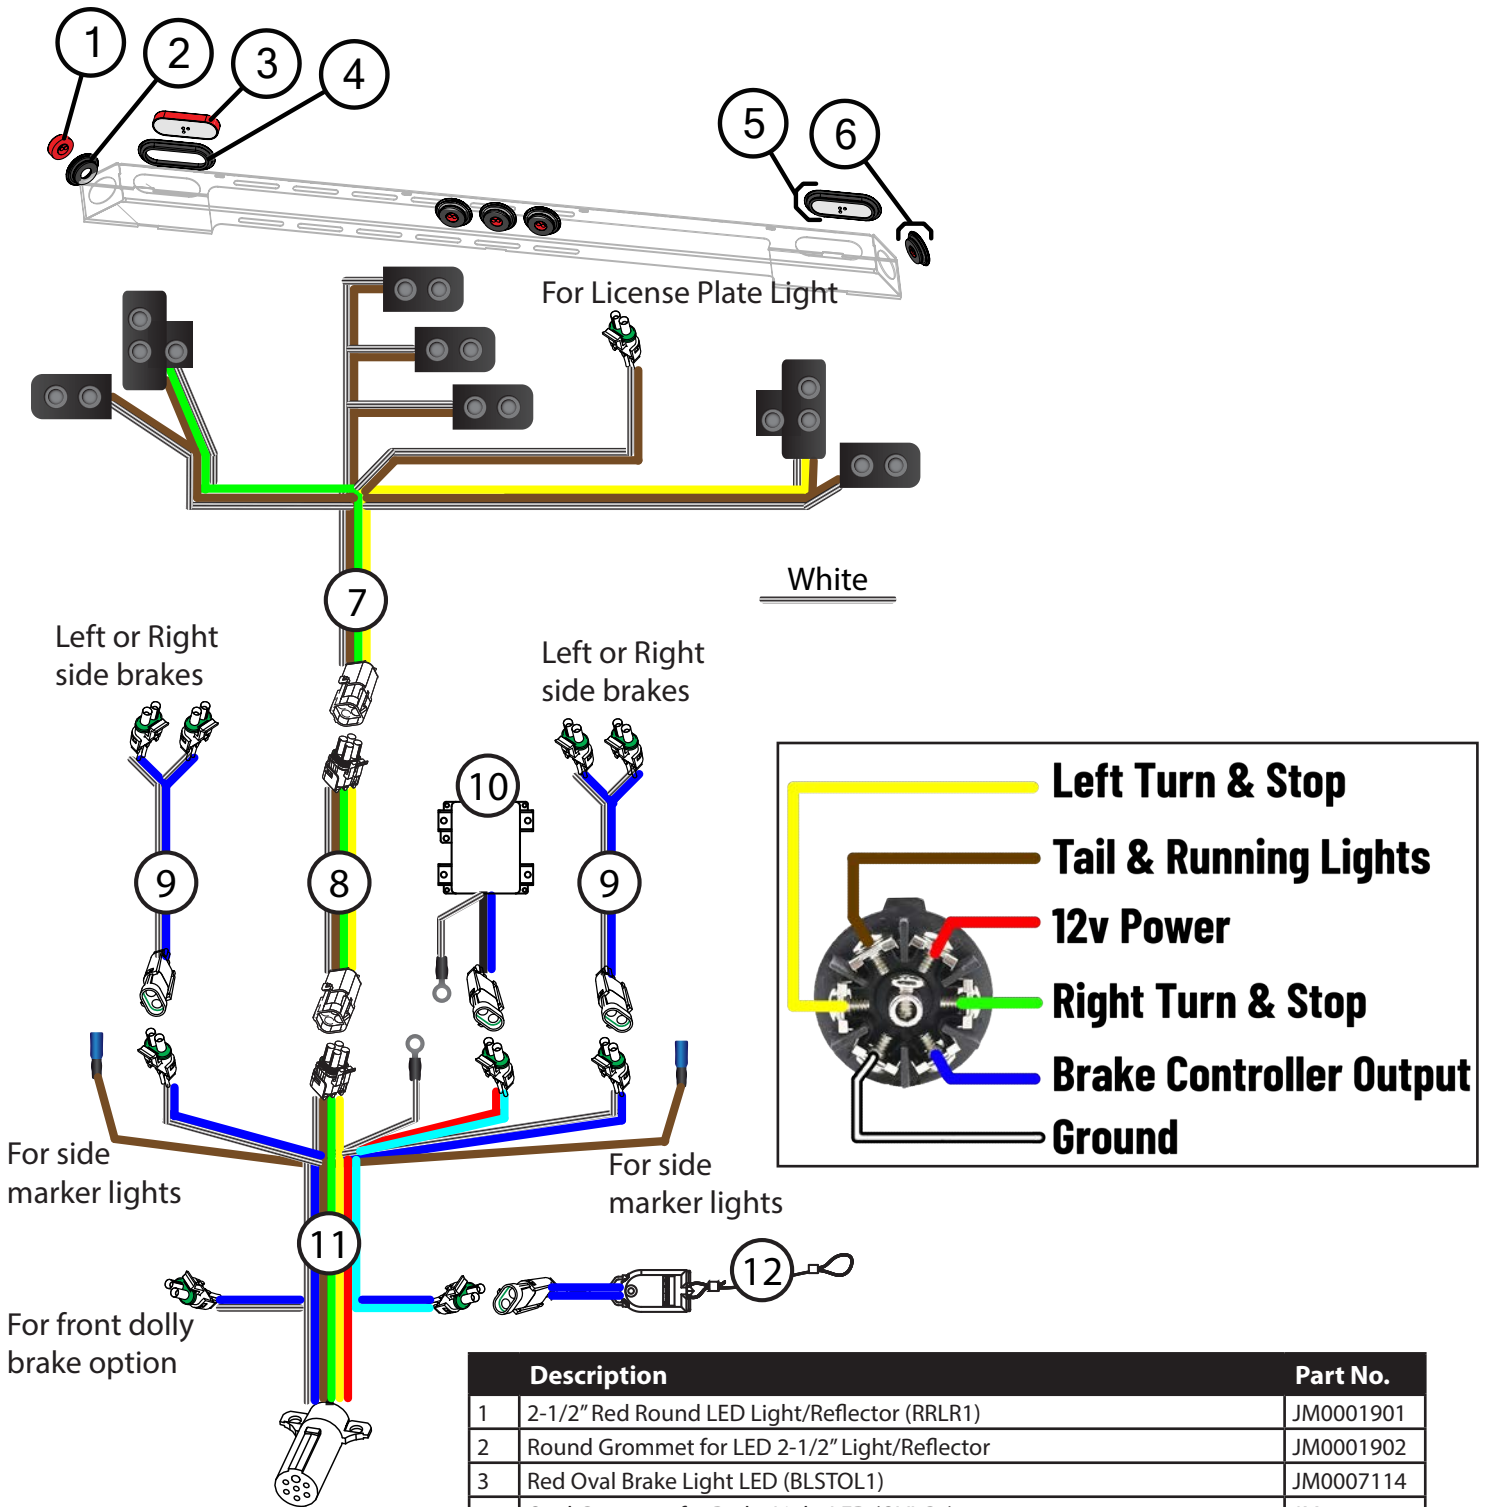 1
2
3
4
5
6
For License Plate Light
7
White
Left or Right
side brakes
Left or Right
side brakes
10
9
8
9
Left Turn & Stop
Tail & Running Lights
12v Power
Right Turn & Stop
Brake Controller Output
Ground
For side
marker lights
For side
marker lights
11
12
For front dolly
brake option
Description Part No.
1 2-1/2" Red Round LED Light/Reflector (RRLR1) JM0001901
2 Round Grommet for LED 2-1/2" Light/Reflector JM0001902
3 Red Oval Brake Light LED (BLSTOL1) JM0007114